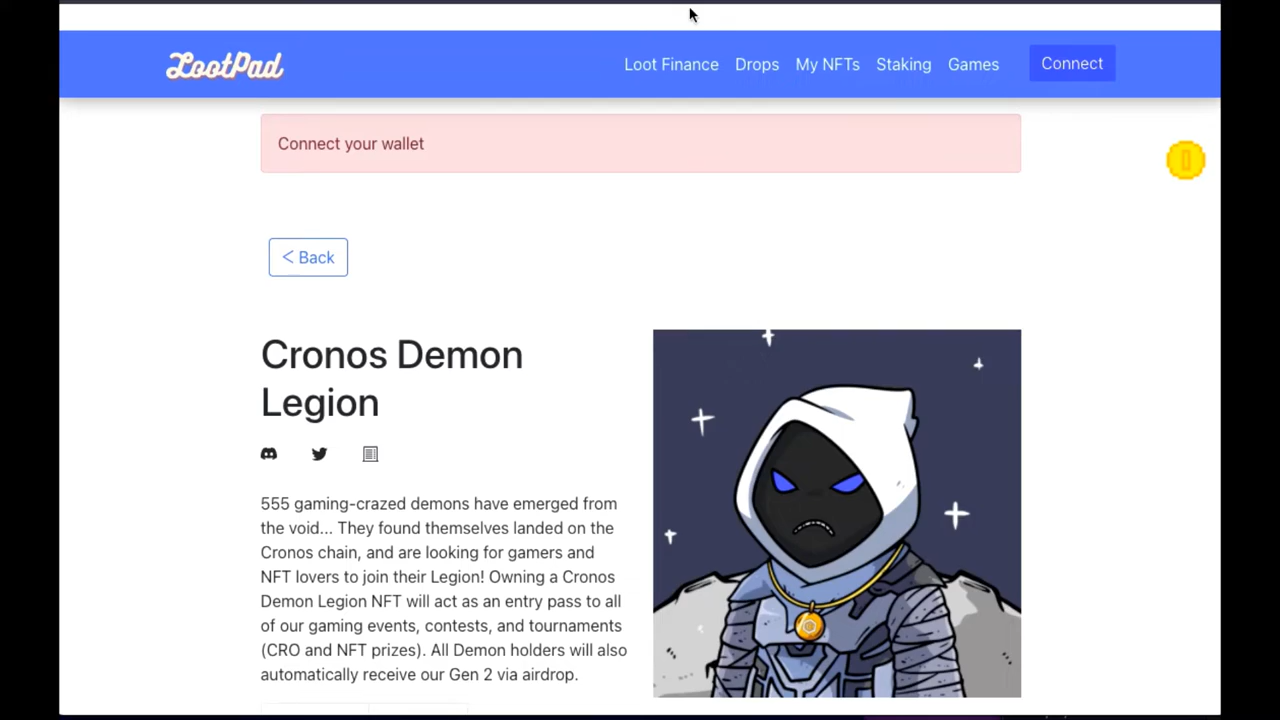 LootPad
Loot Finance Drops My NFTs Staking Games Connect
Connect your wallet
< Back
Cronos Demon
Legion
555 gaming-crazed demons have emerged from
the void... They found themselves landed on the
Cronos chain, and are looking for gamers and
NFT lovers to join their Legion! Owning a Cronos
Demon Legion NFT will act as an entry pass to all
of our gaming events, contests, and tournaments
(CRO and NFT prizes). All Demon holders will also
automatically receive our Gen 2 via airdrop.